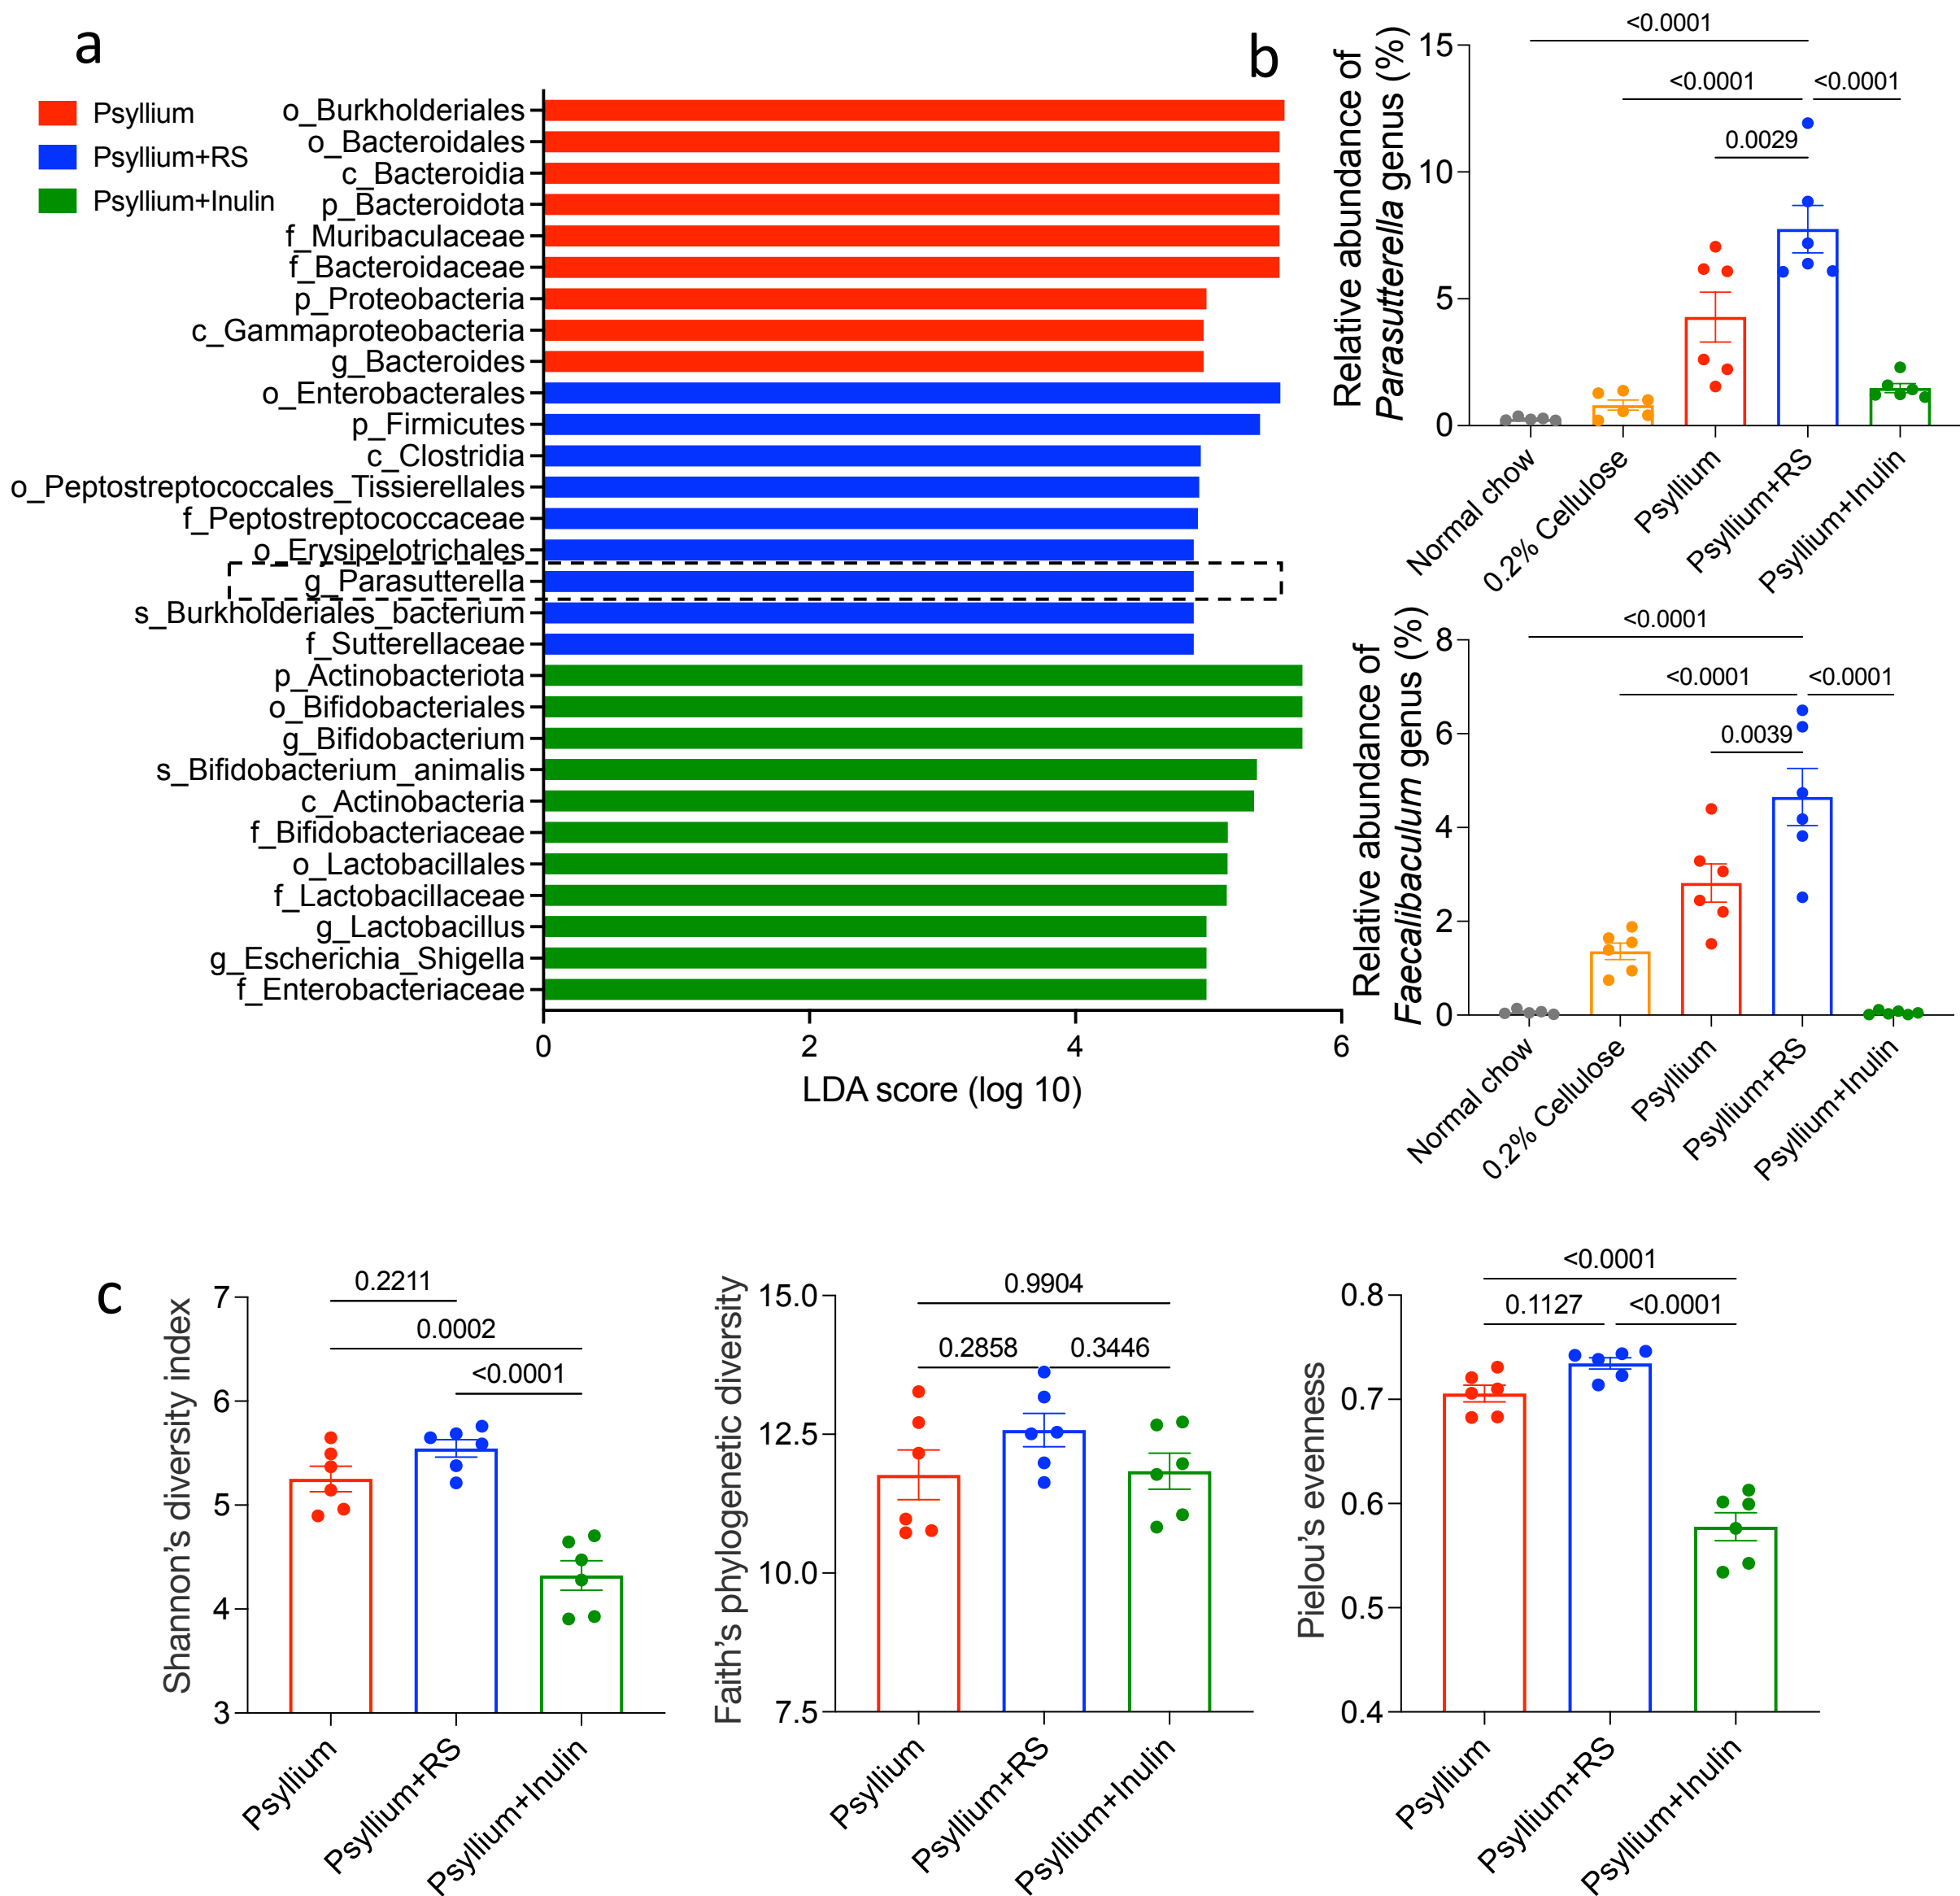 a
Psyllium
Psyllium+RS
Psyllium+Inulin
o_Burkholderiales
o_Bacteroidales
c_Bacteroidia
p_Bacteroidota
f_Muribaculaceae
f_Bacteroidaceae
p_Proteobacteria
c_Gammaproteobacteria
g_Bacteroides
o_Enterobacterales
p_Firmicutes
c_Clostridia
o_Peptostreptococcales_Tissierellales
f_Peptostreptococcaceae
o_Erysipelotrichales
g_Parasutterella
s_Burkholderiales_bacterium
f_Sutterellaceae
p_Actinobacteriota
o_Bifidobacteriales
g_Bifidobacterium
s_Bifidobacterium_animalis
c_Actinobacteria
f_Bifidobacteriaceae
o_Lactobacillales
f_Lactobacillaceae
g_Lactobacillus
g_Escherichia_Shigella
f_Enterobacteriaceae
0 2 4 6
LDA score (log 10)
b
Relative abundance of
Parasutterella genus (%)
15
10
5
0
<0.0001
<0.0001 <0.0001
0.0029
Normal chow
0.2% Cellulose
Psyllium
Psyllium+RS
Psyllium+Inulin
Relative abundance of
Faecalibaculum genus (%)
8
6
4
2
0
<0.0001
<0.0001 <0.0001
0.0039
Normal chow
0.2% Cellulose
Psyllium
Psyllium+RS
Psyllium+Inulin
c
Shannon's diversity index
7
6
5
4
3
0.2211
0.0002
<0.0001
Psyllium
Psyllium+RS
Psyllium+Inulin
Faith's phylogenetic diversity
15.0
12.5
10.0
7.5
0.9904
0.2858 0.3446
Psyllium
Psyllium+RS
Psyllium+Inulin
Pielou's evenness
0.8
0.7
0.6
0.5
0.4
<0.0001
0.1127 <0.0001
Psyllium
Psyllium+RS
Psyllium+Inulin